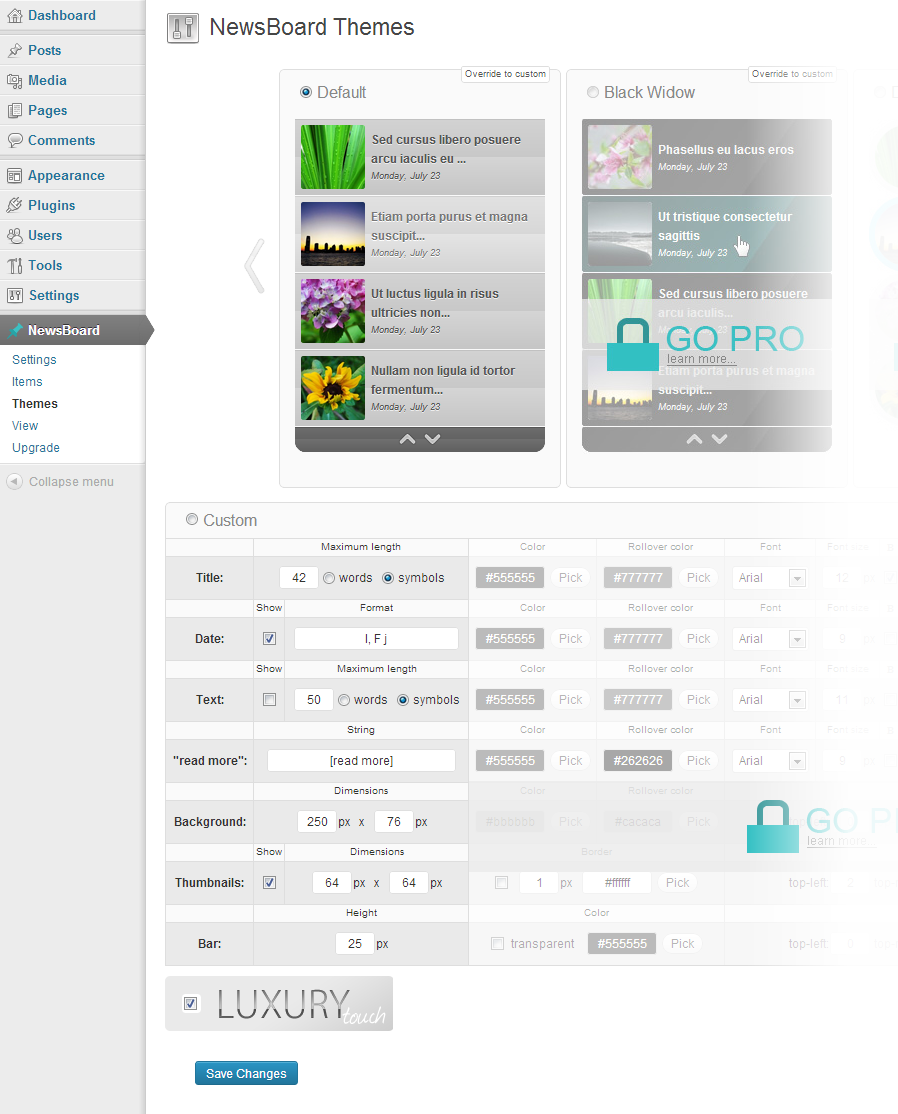 Dashboard
Posts
Media
Pages
Comments
Appearance
Plugins
Users
Tools
Settings
NewsBoard
Settings
Items
Themes
View
Upgrade
Collapse menu
NewsBoard Themes
Override to custom
Default
Sed cursus libero posuere
arcu iaculis eu ...
Monday, July 23
Etiam porta purus et magna
suscipit...
Monday, July 23
Ut luctus ligula in risus
ultricies non...
Monday, July 23
Nullam non ligula id tortor
fermentum...
Monday, July 23
Override to custom
Black Widow
Phasellus eu lacus eros
Monday, July 23
Ut tristique consectetur
sagittis
Monday, July 23
Sed cursus libero posuere
arcu iaculis...
Monday, July 23
GO PRO
learn more...
Etiam porta purus et magna
suscipit...
Monday, July 23
Custom
Maximum length Color Rollover color Font Font size
Title: 42 words symbols #555555 Pick #777777 Pick Arial 12 px
Show Format Color Rollover color Font Font size
Date: l, F j #555555 Pick #777777 Pick Arial 9 px
Show Maximum length Color Rollover color Font Font size
Text: 50 words symbols #555555 Pick #777777 Pick Arial 11 px
String Color Rollover color Font Font size
"read more": [read more] #555555 Pick #262626 Pick Arial 9 px
Dimensions Color Rollover color
Background: 250 px x 76 px #bbbbbb Pick #cacaca Pick
GO P
learn more...
Show Dimensions Border
Thumbnails: 64 px x 64 px 1 px #ffffff Pick top-left:
Height Color
Bar: 25 px transparent #555555 Pick top-left:
LUXURY
touch
Save Changes